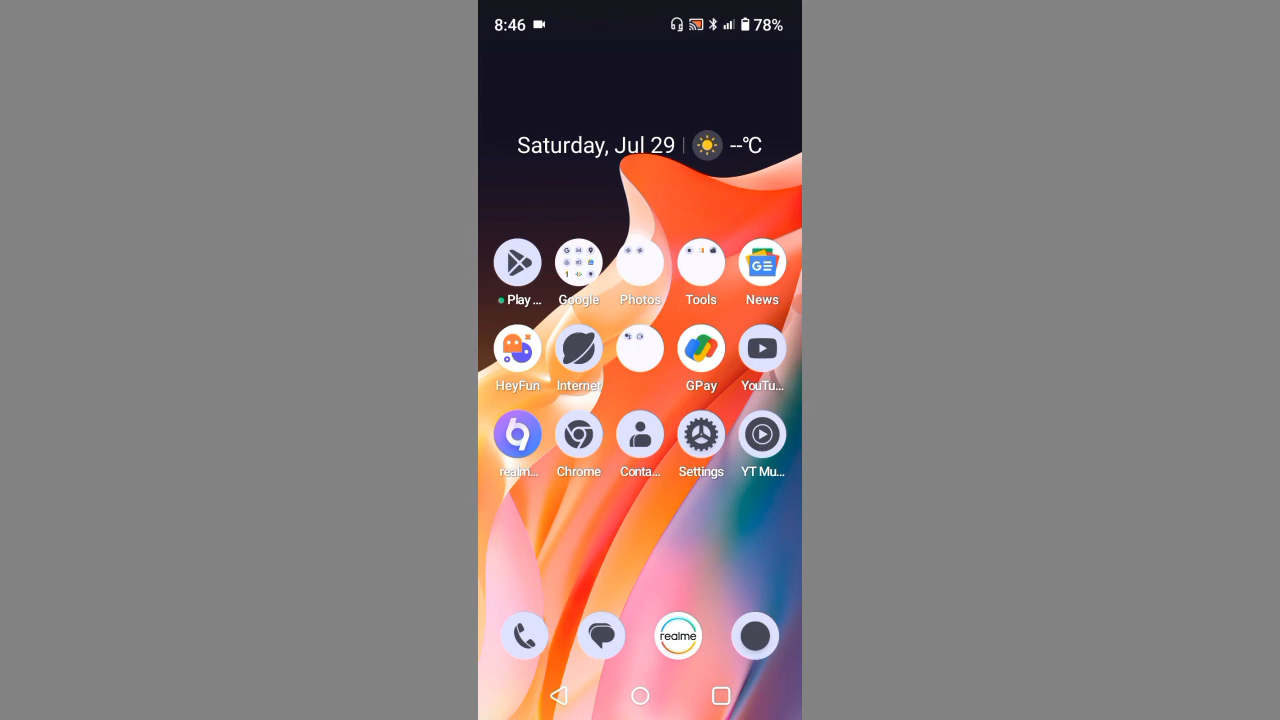 8:46 78%
Saturday, Jul 29 | --°C
Play ... Google Photos Tools News
HeyFun Internet GPay YouTu...
realm... Chrome Conta... Settings YT Mu...
realme